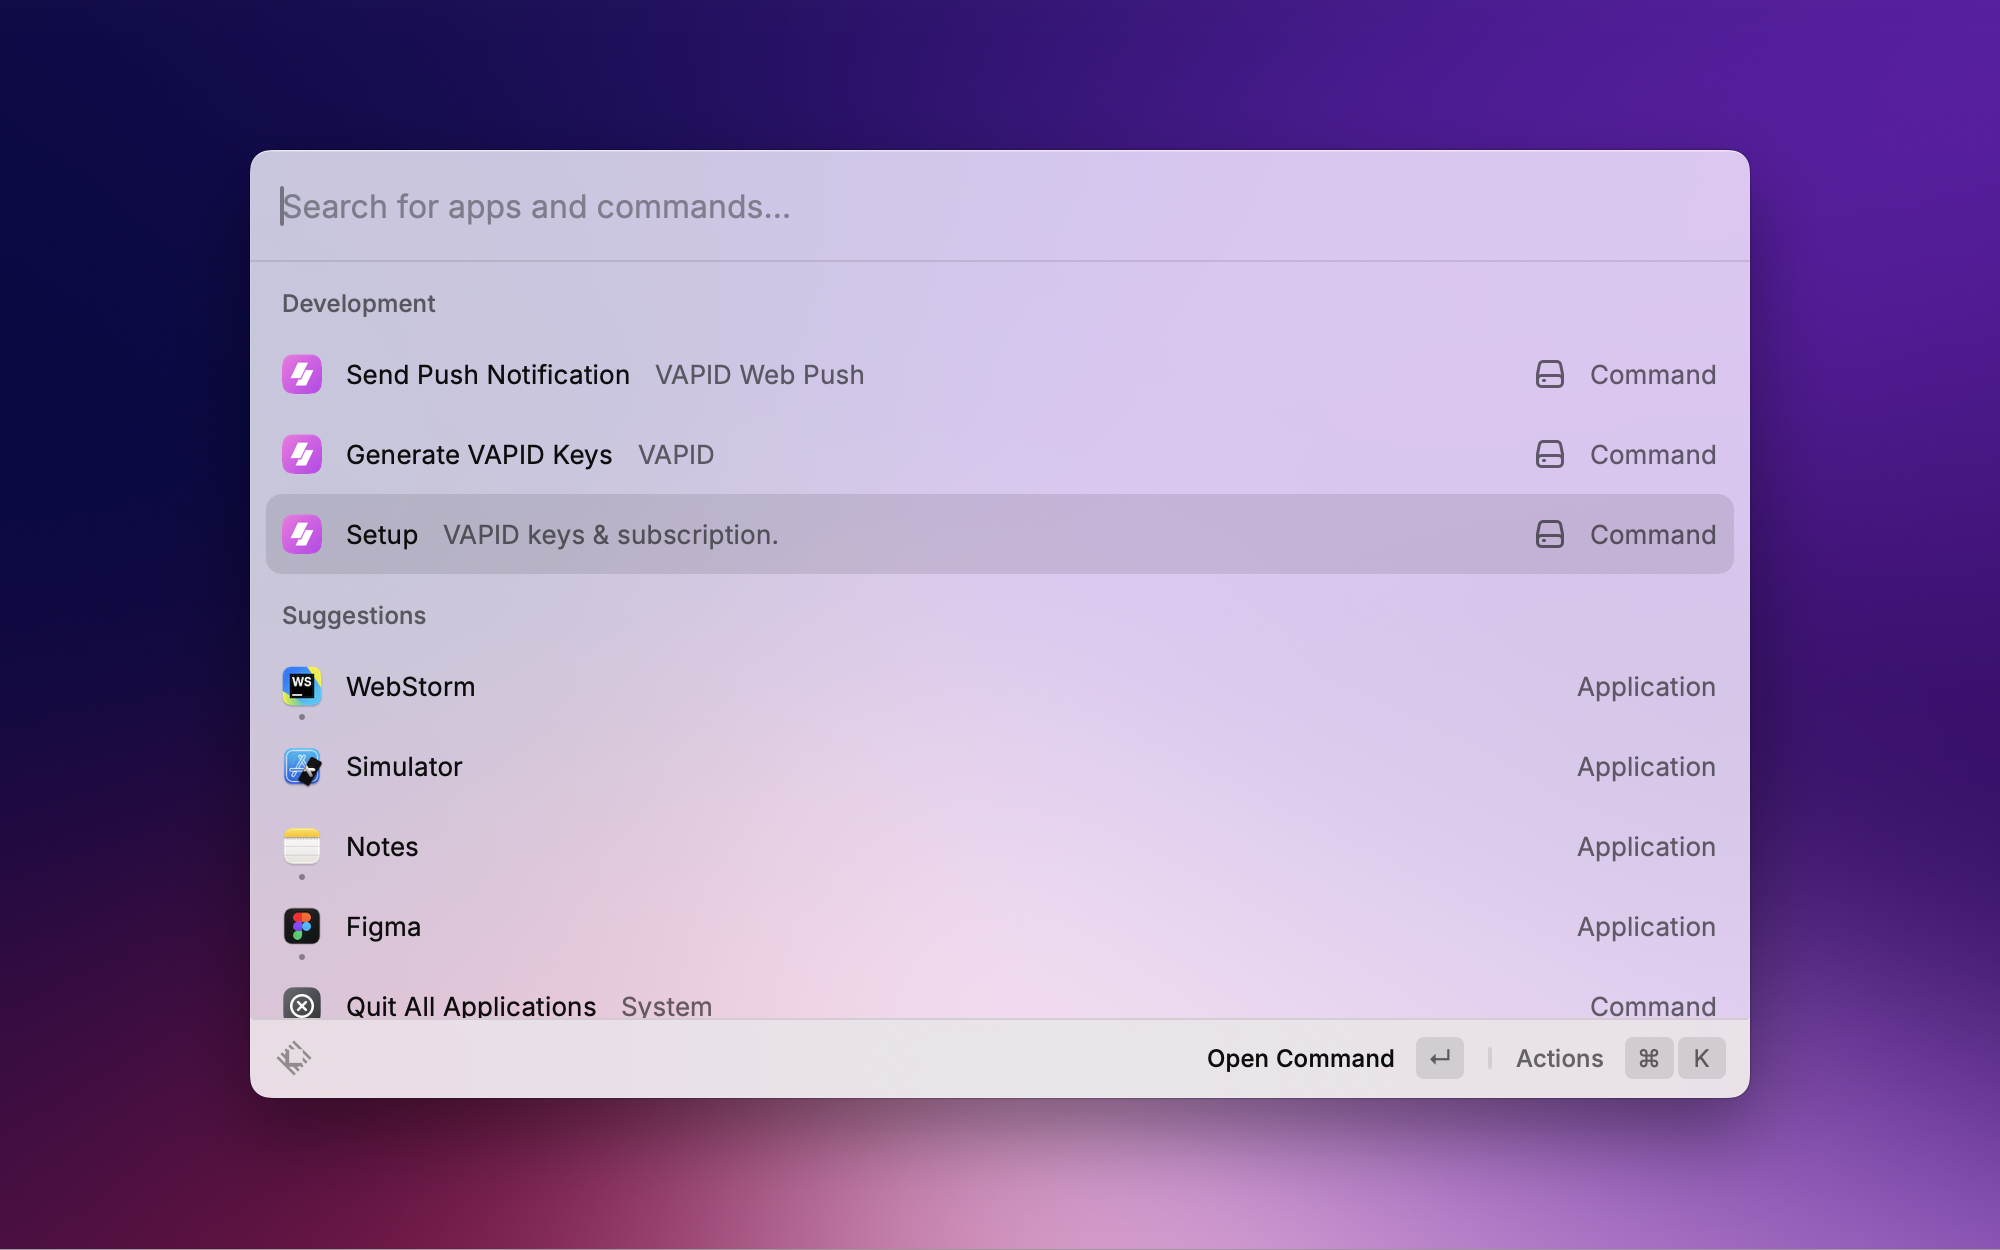 Search for apps and commands...
Development
Send Push Notification VAPID Web Push Command
Generate VAPID Keys VAPID Command
Setup VAPID keys & subscription. Command
Suggestions
WS
WebStorm Application
Simulator Application
Notes Application
Figma Application
Quit All Applications System Command
Open Command ↵ Actions ⌘ K